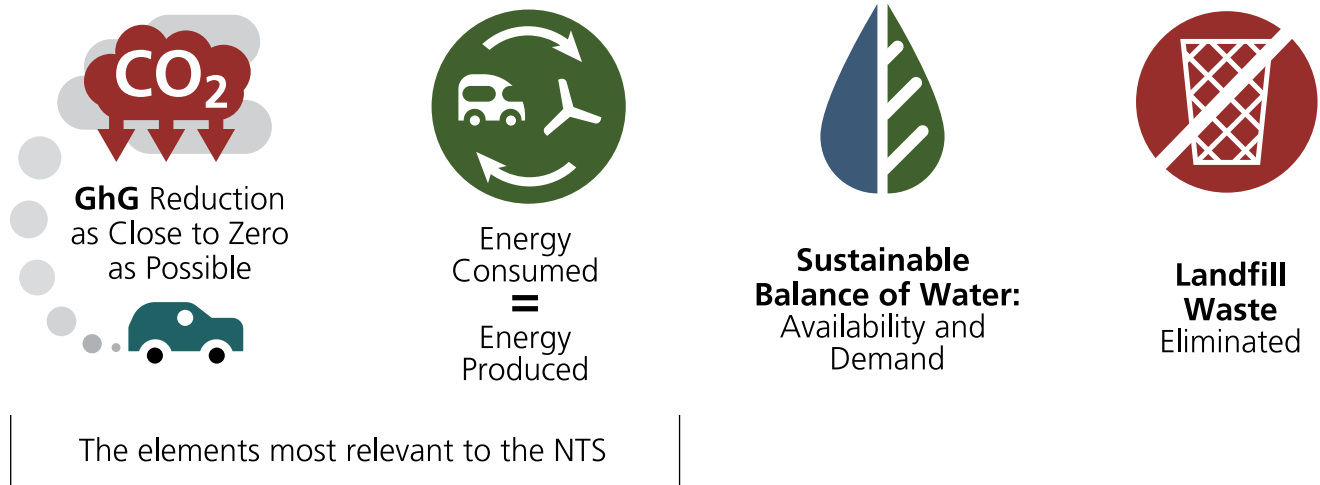 CO₂
GhG Reduction
as Close to Zero
as Possible
Energy
Consumed
=
Energy
Produced
Sustainable
Balance of Water:
Availability and
Demand
Landfill
Waste
Eliminated
The elements most relevant to the NTS